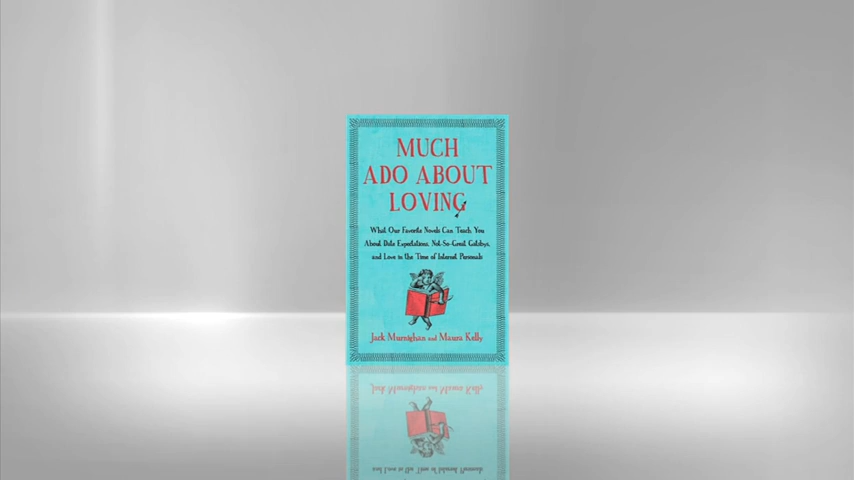 MUCH
ADO ABOUT
LOVING
What Our Favorite Novels Can Teach You
About Date Expectations, Not-So-Great Gatsbys,
and Love in the Time of Internet Personals
Jack Murnighan and Maura Kelly